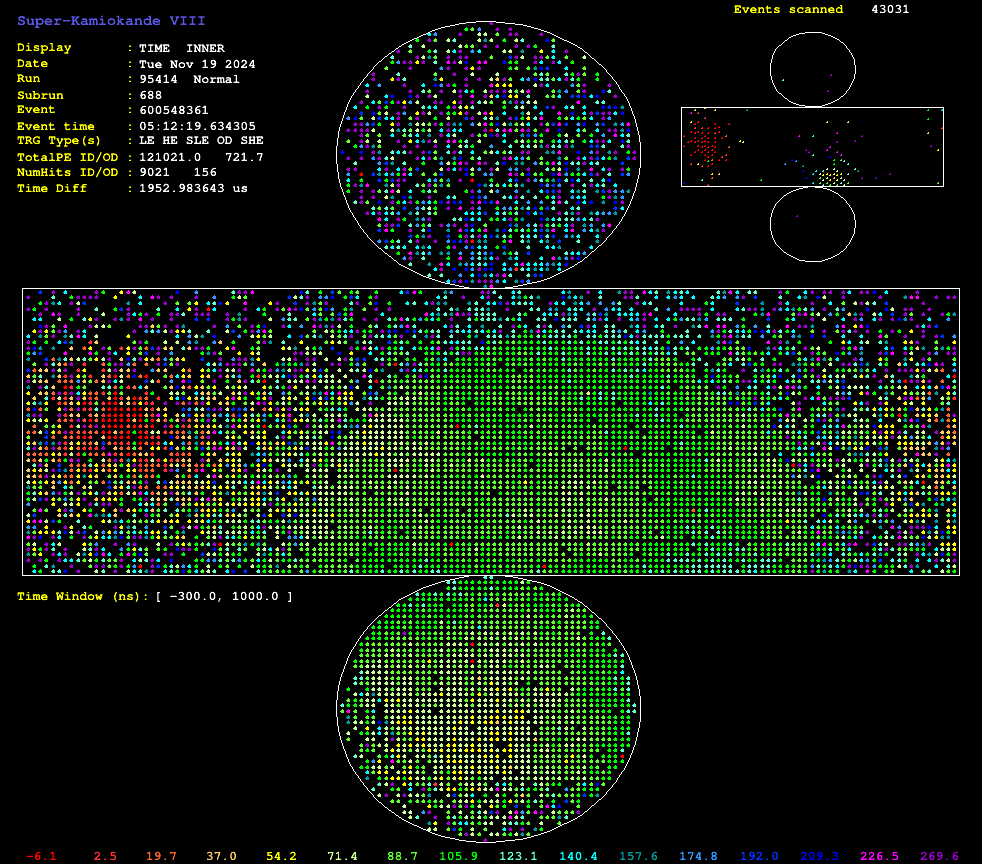 Super-Kamiokande VIII
Events scanned 43031
Display : TIME INNER
Date : Tue Nov 19 2024
Run : 95414 Normal
Subrun : 688
Event : 600548361
Event time : 05:12:19.634305
TRG Type(s) : LE HE SLE OD SHE
TotalPE ID/OD : 121021.0 721.7
NumHits ID/OD : 9021 156
Time Diff : 1952.983643 us
Time Window (ns): [ -300.0, 1000.0 ]
-6.1 2.5 19.7 37.0 54.2 71.4 88.7 105.9 123.1 140.4 157.6 174.8 192.0 209.3 226.5 269.6